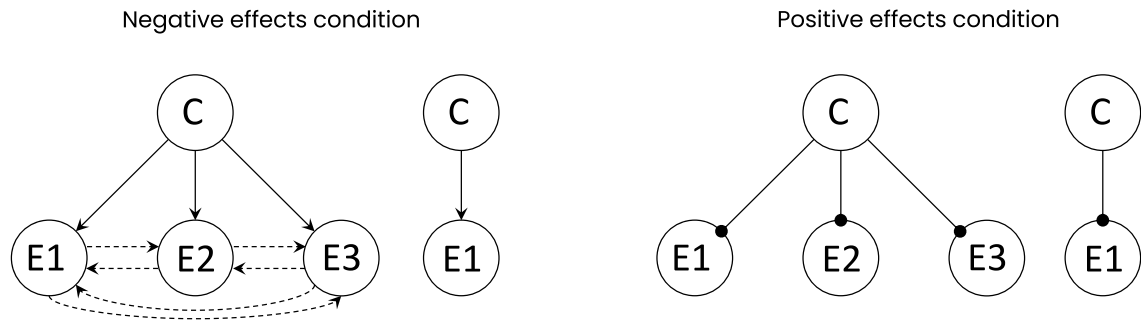 Negative effects condition
Positive effects condition
C
C
C
C
E1
E2
E3
E1
E1
E2
E3
E1